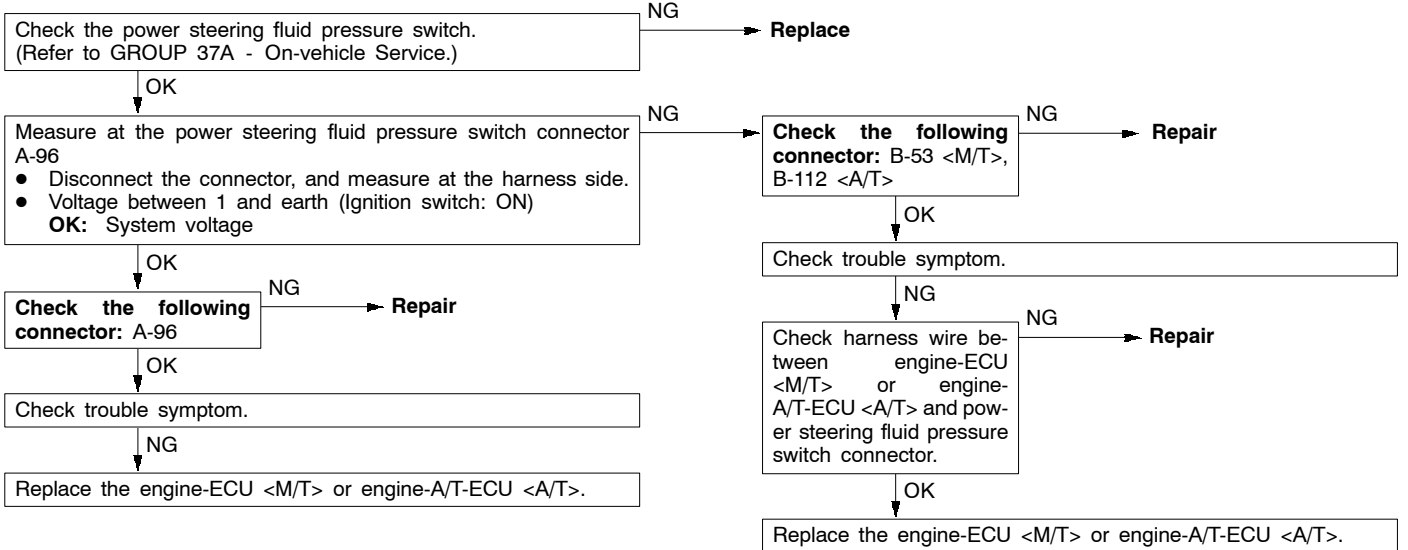 Check the power steering fluid pressure switch.
(Refer to GROUP 37A - On-vehicle Service.)
NG
Replace
OK
Measure at the power steering fluid pressure switch connector
A-96
● Disconnect the connector, and measure at the harness side.
● Voltage between 1 and earth (Ignition switch: ON)
OK: System voltage
NG
OK
Check the following
connector: A-96
NG
Repair
OK
Check trouble symptom.
NG
Replace the engine-ECU <M/T> or engine-A/T-ECU <A/T>.
Check the following
connector: B-53 <M/T>,
B-112 <A/T>
NG
Repair
OK
Check trouble symptom.
NG
Check harness wire be-
tween engine-ECU
<M/T> or engine-
A/T-ECU <A/T> and pow-
er steering fluid pressure
switch connector.
NG
Repair
OK
Replace the engine-ECU <M/T> or engine-A/T-ECU <A/T>.